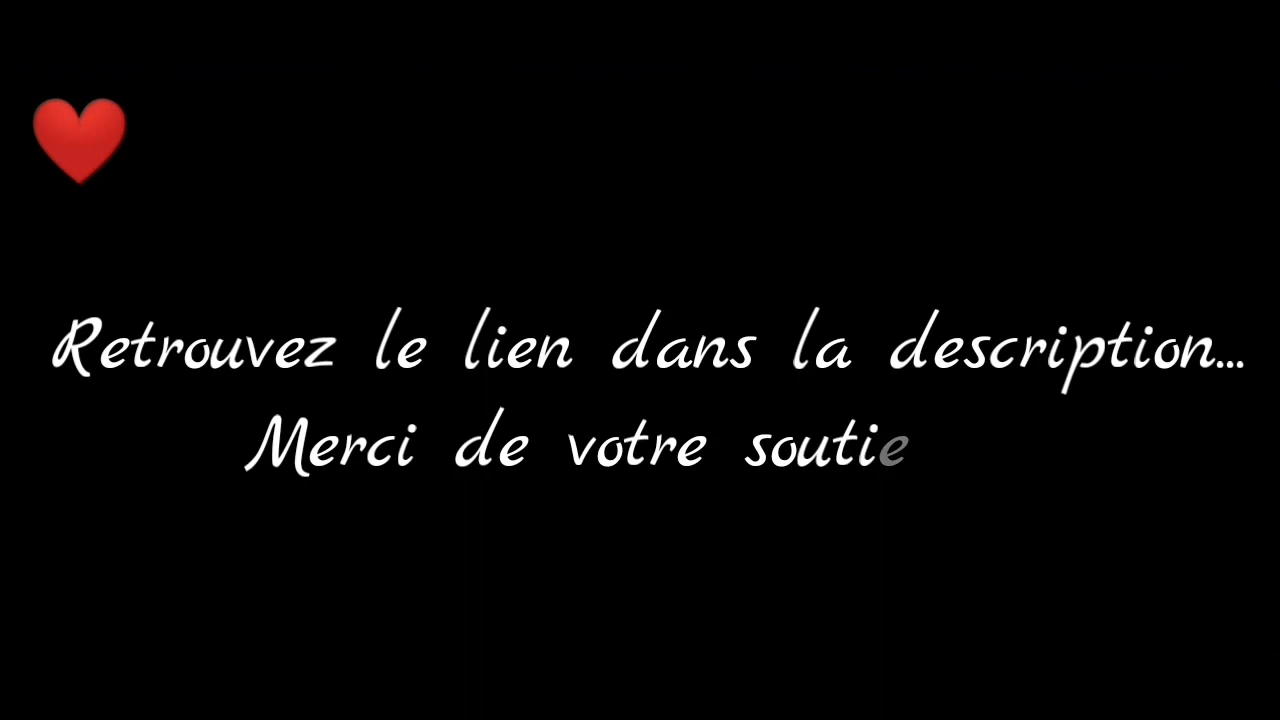 Retrouvez le lien dans la description...
Merci de votre soutie